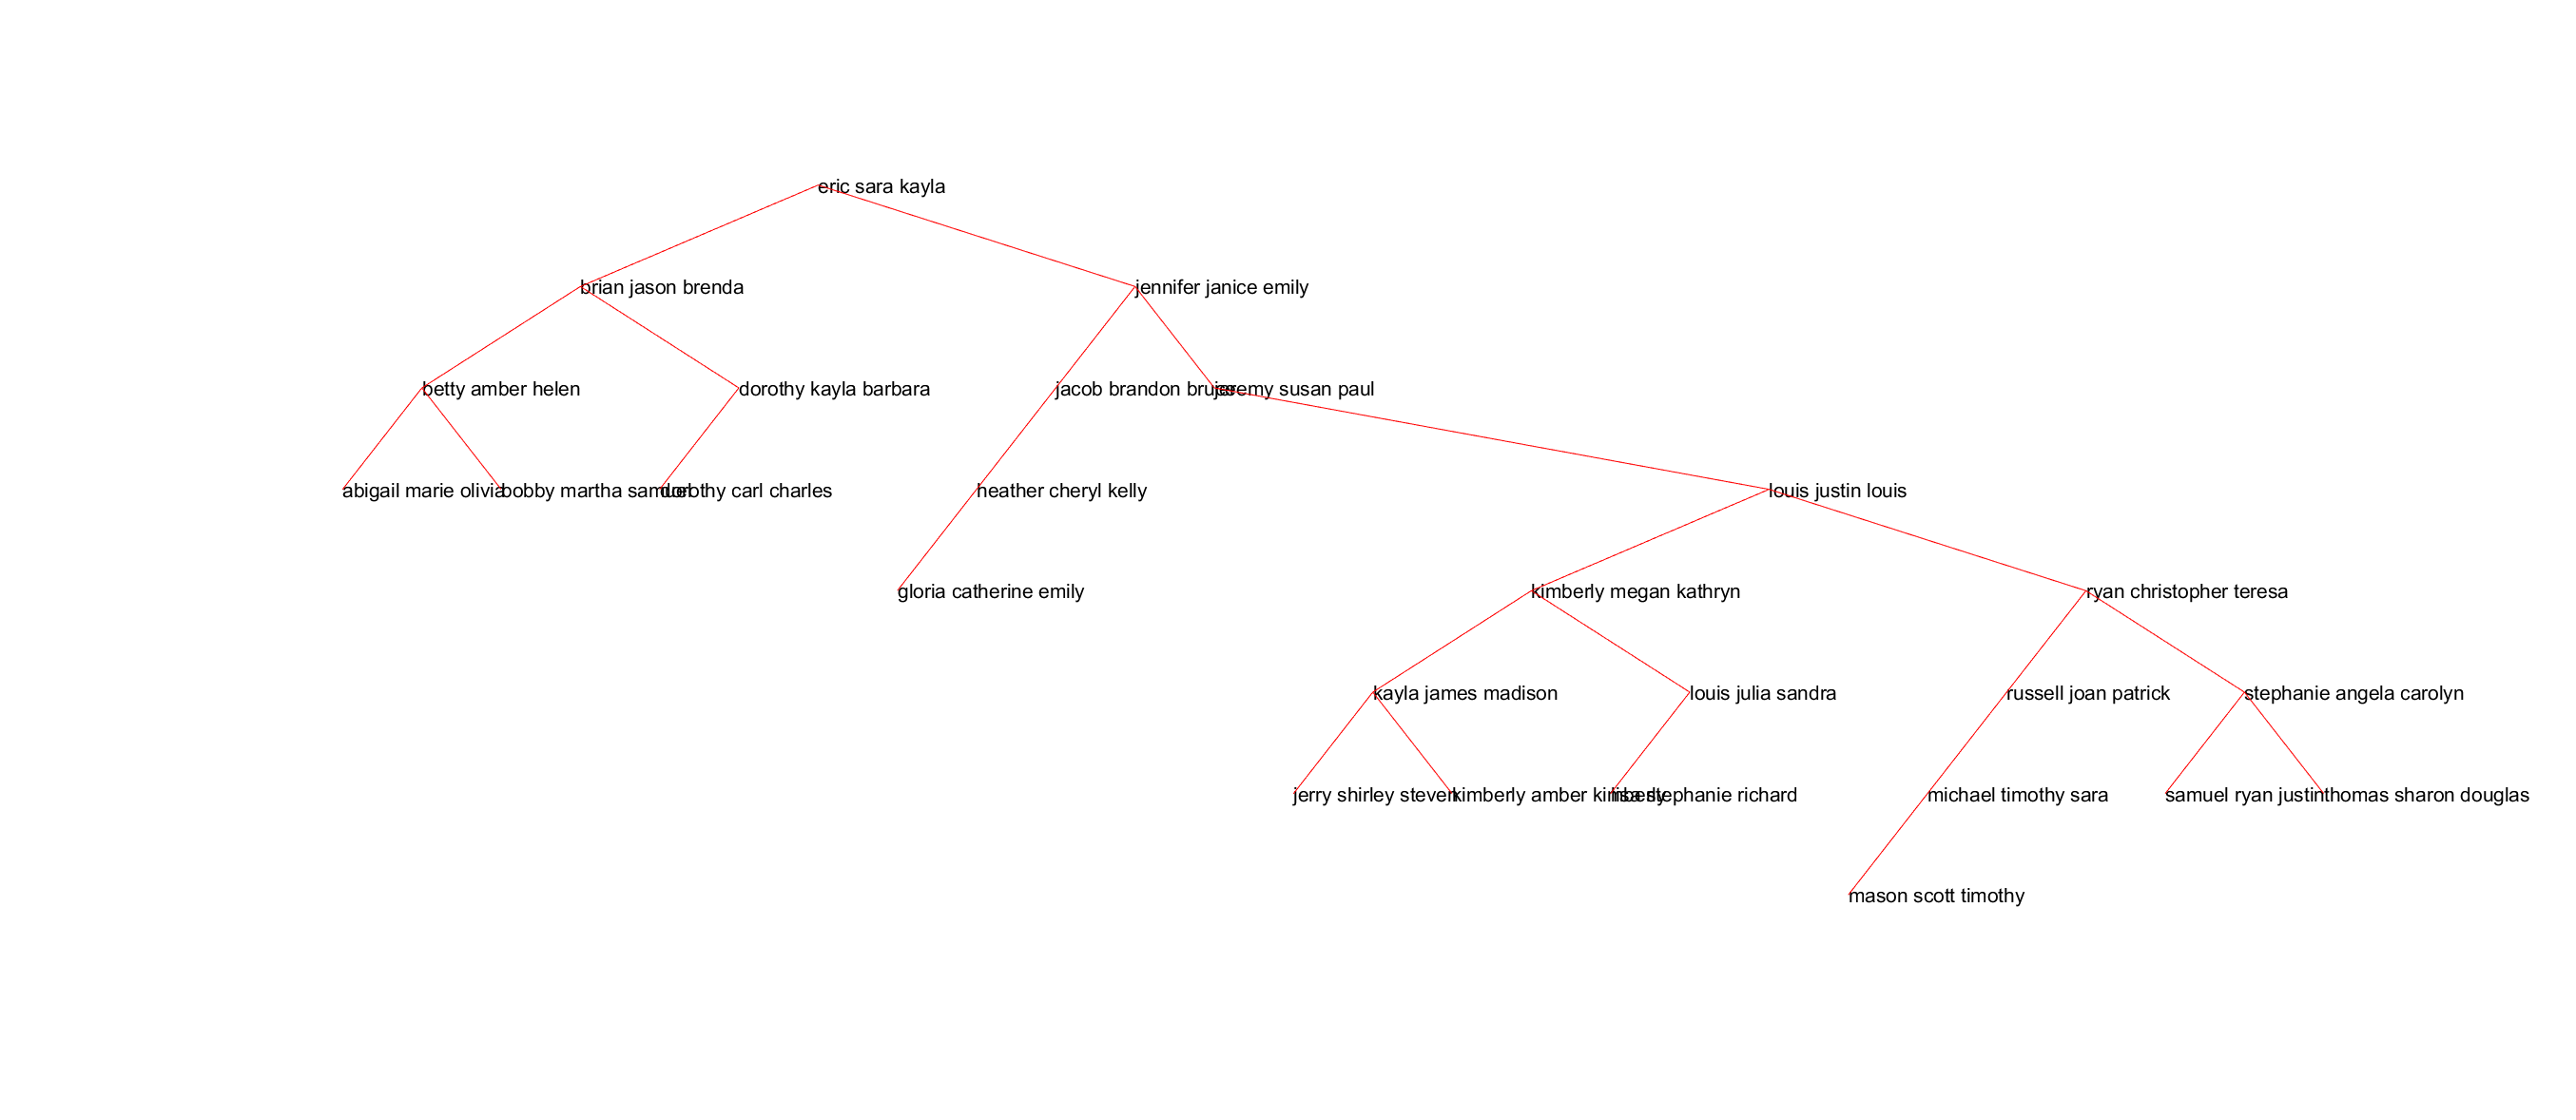 eric sara kayla
brian jason brenda
jennifer janice emily
betty amber helen
dorothy kayla barbara
jacob brandon bruce
jeremy susan paul
abigail marie olivia
bobby martha samuel
dorothy carl charles
heather cheryl kelly
louis justin louis
gloria catherine emily
kimberly megan kathryn
ryan christopher teresa
kayla james madison
louis julia sandra
russell joan patrick
stephanie angela carolyn
jerry shirley steven
kimberly amber kimberly
lisa stephanie richard
michael timothy sara
samuel ryan justin
thomas sharon douglas
mason scott timothy